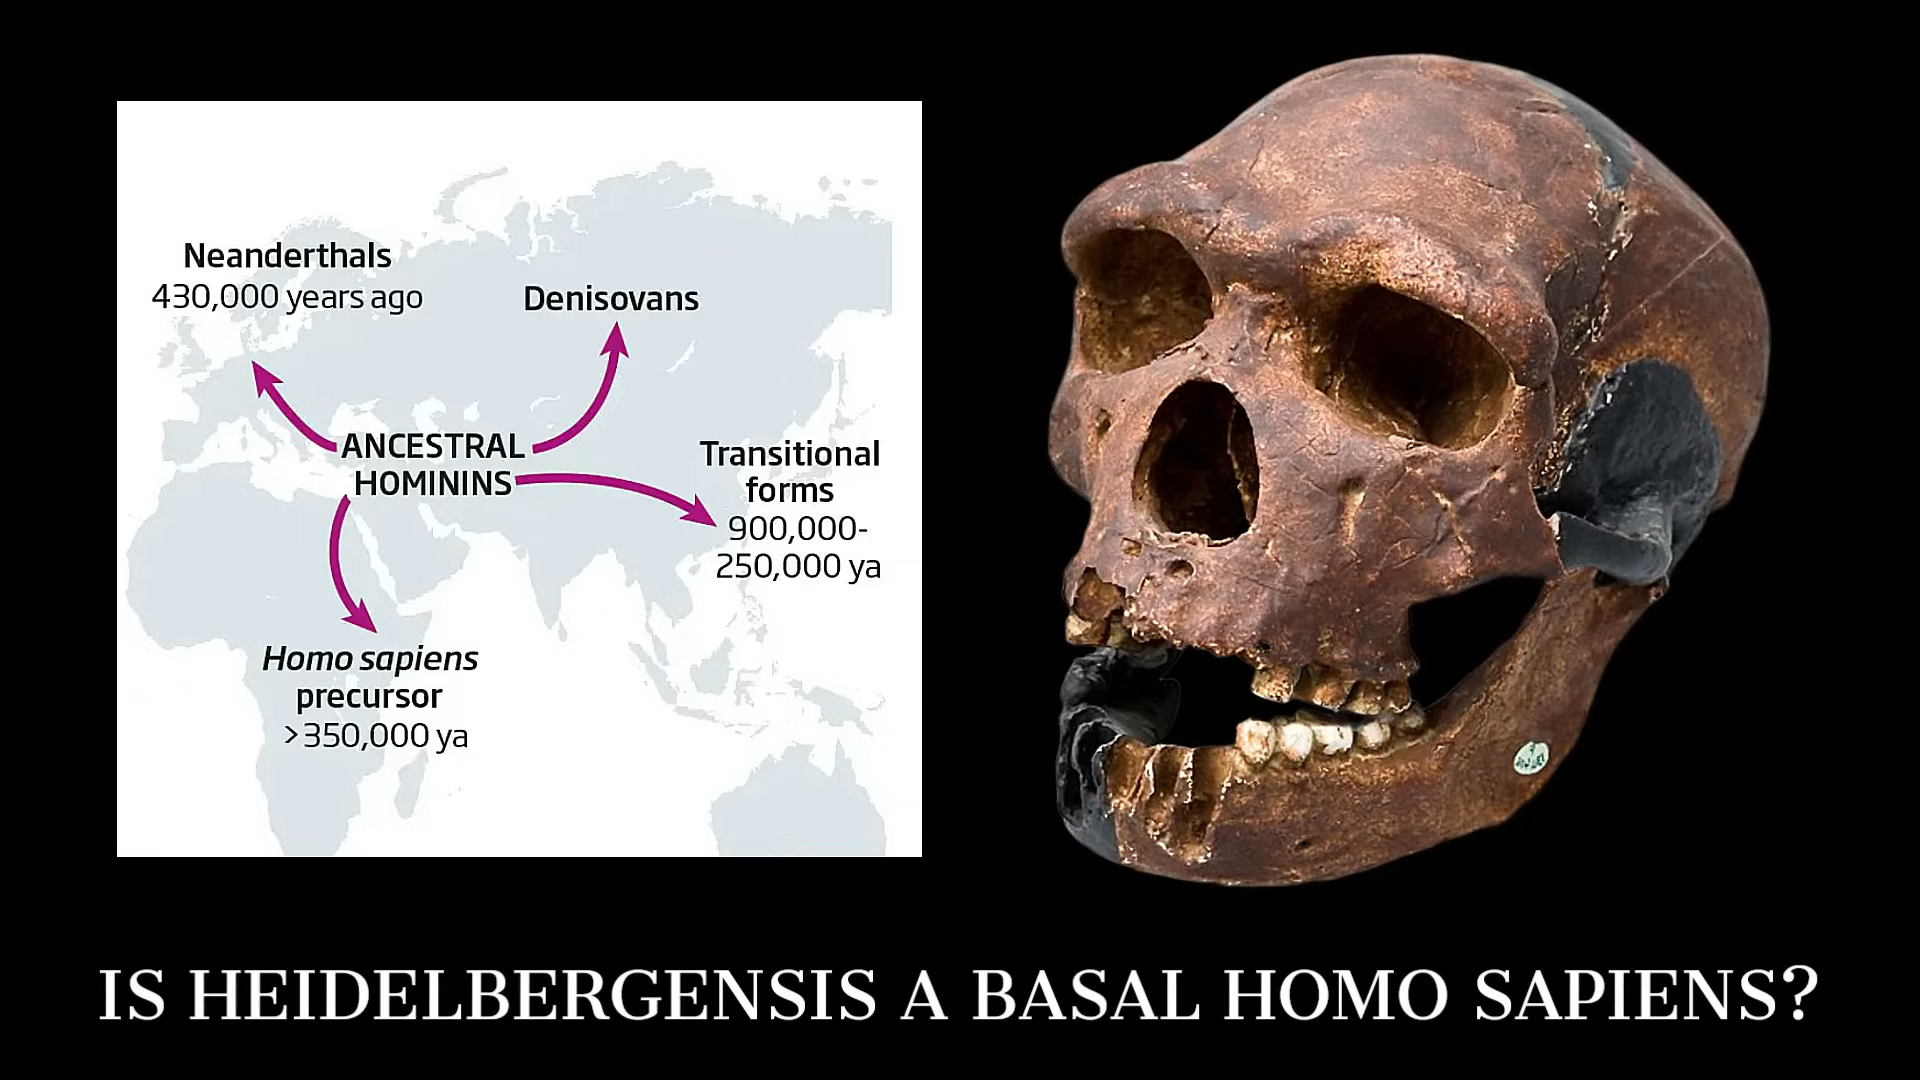 Neanderthals
430,000 years ago
Denisovans
ANCESTRAL
HOMININS
Transitional
forms
900,000-
250,000 ya
Homo sapiens
precursor
>350,000 ya
IS HEIDELBERGENSIS A BASAL HOMO SAPIENS?